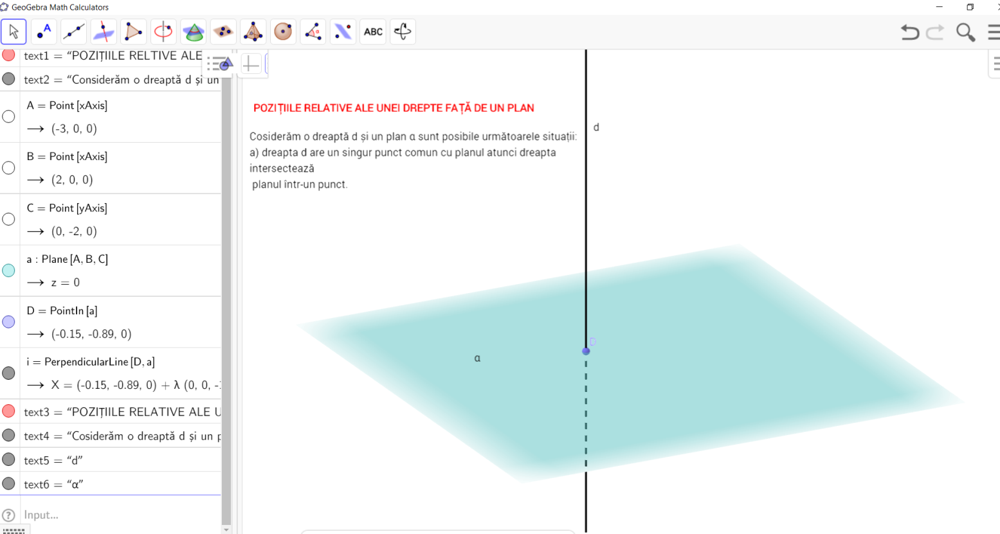 GeoGebra Math Calculators
A
α
ABC
text1 = “POZIȚIILE RELTIVE ALE
text2 = “Considerăm o dreaptă d și un
A = Point [xAxis]
→ (-3, 0, 0)
B = Point [xAxis]
→ (2, 0, 0)
C = Point [yAxis]
→ (0, -2, 0)
a : Plane [A, B, C]
→ z = 0
D = PointIn [a]
→ (-0.15, -0.89, 0)
i = PerpendicularLine [D, a]
→ X = (-0.15, -0.89, 0) + λ (0, 0, -
text3 = “POZIȚIILE RELATIVE ALE U
text4 = “Cosiderăm o dreaptă d și un p
text5 = “d”
text6 = “α”
Input...
POZIȚIILE RELATIVE ALE UNEI DREPTE FAȚĂ DE UN PLAN
Cosiderăm o dreaptă d și un plan α sunt posibile următoarele situații:
a) dreapta d are un singur punct comun cu planul atunci dreapta
intersectează
planul într-un punct.
d
D
α